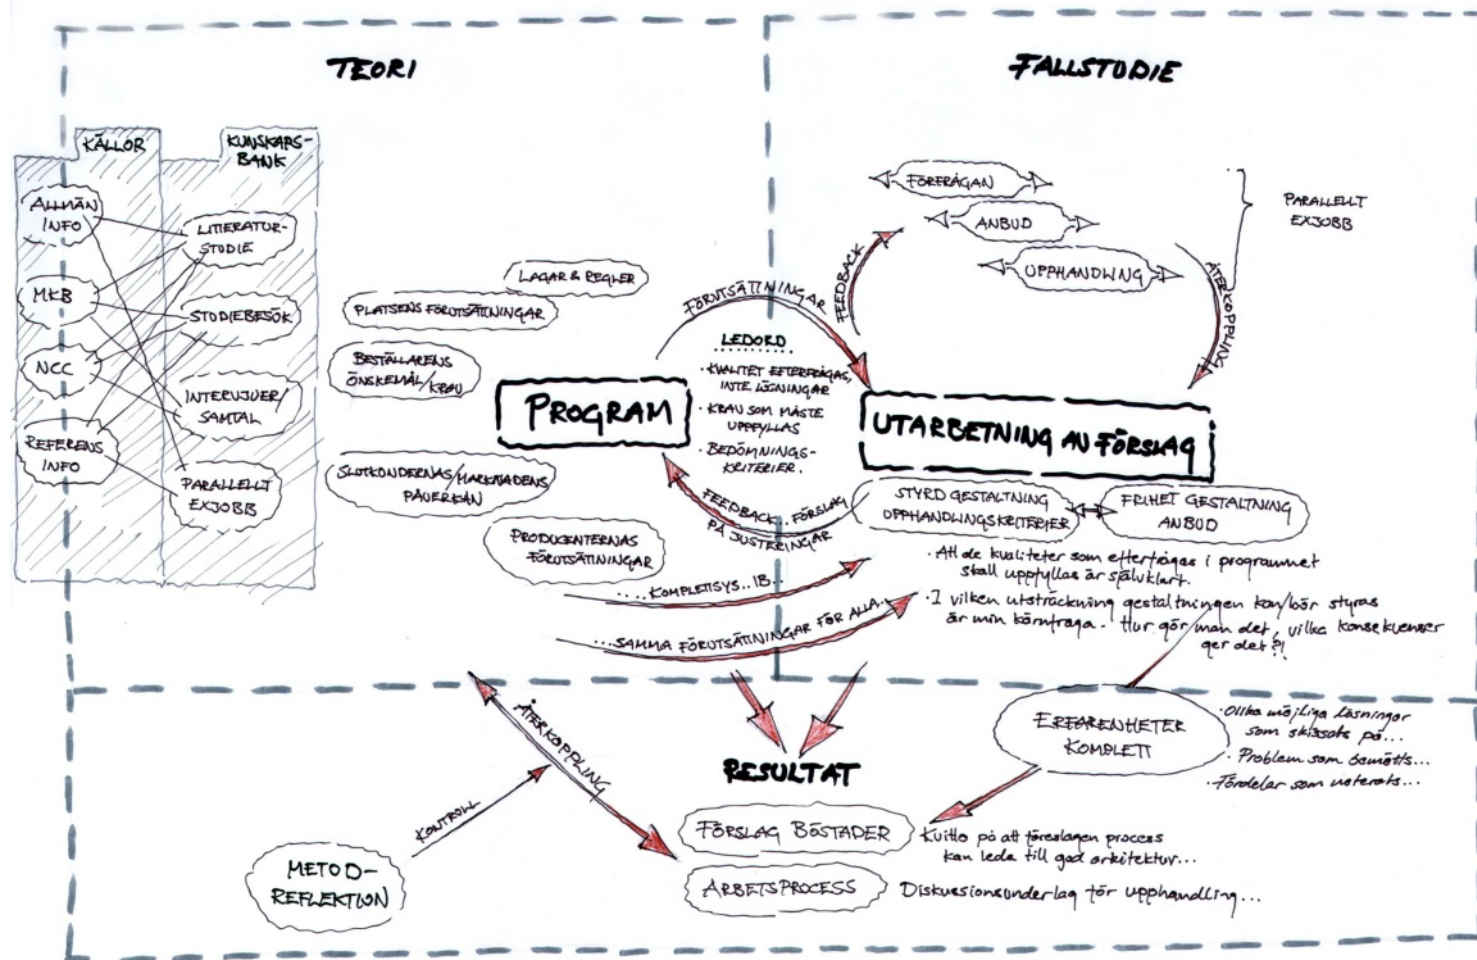 TEORI
FALLSTUDIE
KÄLLOR
KUNSKAPS-
BANK
ALLMÄN
INFO
MKB
NCC
REFERENS
INFO
LITTERATUR-
STUDIE
STUDIEBESÖK
INTERVJUER/
SAMTAL
PARALLELLT
EXJOBB
LAGAR & REGLER
PLATSENS FÖRUTSÄTTNINGAR
BESTÄLLARENS
ÖNSKEMÅL/KRAV
PROGRAM
SLUTKUNDERNAS/MARKNADENS
PÅVERKAN
PRODUCENTERNAS
FÖRUTSÄTTNINGAR
FÖRUTSÄTTNINGAR
LEDORD
· KVALITET EFTERFRÅGAS,
INTE LÖSNINGAR
· KRAV SOM MÅSTE
UPPFYLLAS
· BEDÖMNINGS-
KRITERIER.
FEEDBACK.. FÖRSLAG
PÅ JUSTERINGAR
FÖRFRÅGAN
ANBUD
UPPHANDLING
FEEDBACK
ÅTERKOPPLING
PARALLELLT
EXJOBB
UTARBETNING AV FÖRSLAG
STYRD GESTALTNING
UPPHANDLINGSKRITERIER
FRIHET GESTALTNING
ANBUD
· Att de kvaliteter som efterfrågas i programmet
skall uppfyllas är självklart.
· I vilken utsträckning gestaltningen kan/bör styras
är min kärnfråga. Hur gör man det, vilka konsekvenser
ger det?!
....KOMPLETTSYS..IB...
...SAMMA FÖRUTSÄTTNINGAR FÖR ALLA...
ÅTERKOPPLING
KONTROLL
METOD-
REFLEKTION
RESULTAT
FÖRSLAG BOSTÄDER
Kvitto på att föreslagen process
kan leda till god arkitektur...
ARBETSPROCESS
Diskussionsunderlag för upphandling...
ERFARENHETER
KOMPLETT
· Olika möjliga lösningar
som skissats på...
· Problem som bemötts...
· Fördelar som noterats...